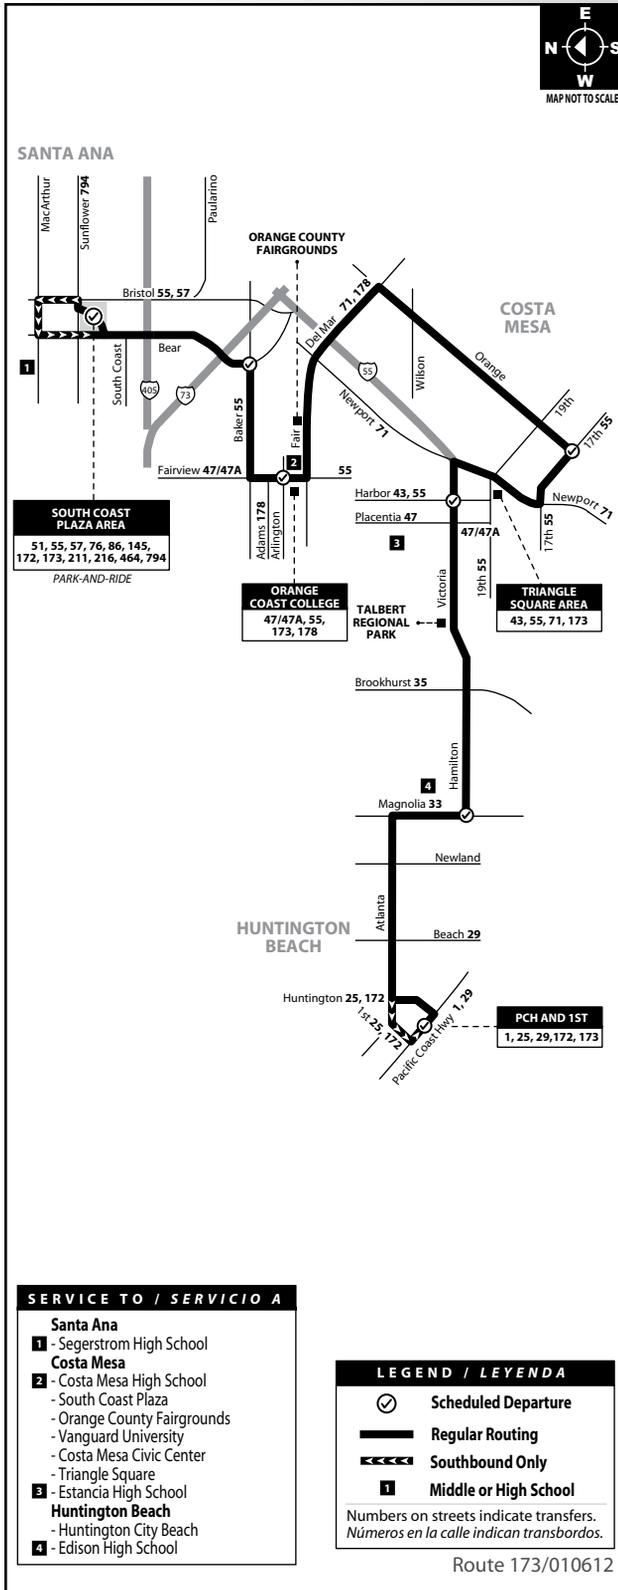 E
N
S
W
MAP NOT TO SCALE
SANTA ANA
MacArthur
Sunflower 794
Paularino
ORANGE COUNTY
FAIRGROUNDS
Bristol 55, 57
Del Mar 71, 178
COSTA
MESA
1
South Coast
Bear
405
73
55
Wilson
Orange
19th
17th 55
Baker 55
Fair
Newport 71
2
Fairview 47/47A
55
Adams 178
Arlington
Harbor 43, 55
Placentia 47
47/47A
3
19th 55
17th 55
Newport 71
SOUTH COAST
PLAZA AREA
51, 55, 57, 76, 86, 145,
172, 173, 211, 216, 464, 794
PARK-AND-RIDE
ORANGE
COAST COLLEGE
47/47A, 55,
173, 178
TALBERT
REGIONAL
PARK
Victoria
TRIANGLE
SQUARE AREA
43, 55, 71, 173
Brookhurst 35
Hamilton
4
Magnolia 33
Newland
Atlanta
HUNTINGTON
BEACH
Beach 29
Huntington 25, 172
1st 25, 172
Pacific Coast Hwy 1, 29
PCH AND 1ST
1, 25, 29,172, 173
SERVICE TO / SERVICIO A
Santa Ana
1 - Segerstrom High School
Costa Mesa
2 - Costa Mesa High School
- South Coast Plaza
- Orange County Fairgrounds
- Vanguard University
- Costa Mesa Civic Center
- Triangle Square
3 - Estancia High School
Huntington Beach
- Huntington City Beach
4 - Edison High School
LEGEND / LEYENDA
Scheduled Departure
Regular Routing
Southbound Only
1 Middle or High School
Numbers on streets indicate transfers.
Números en la calle indican transbordos.
Route 173/010612